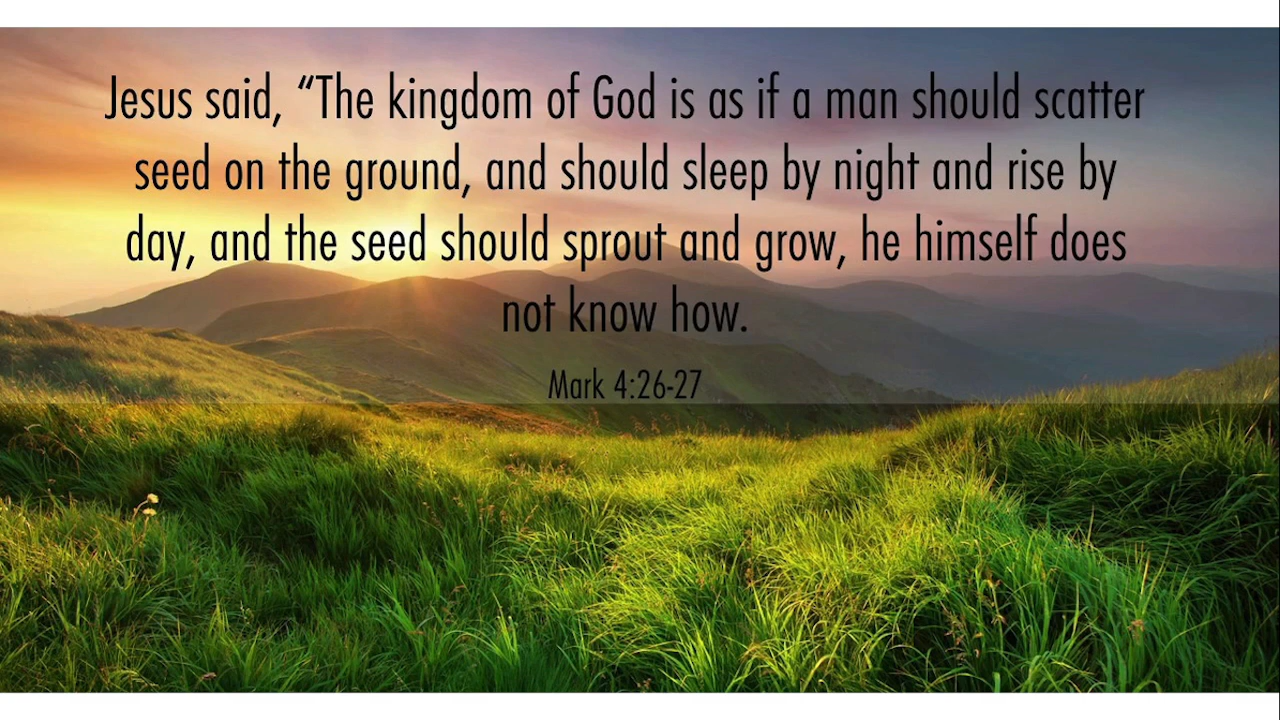 Jesus said, “The kingdom of God is as if a man should scatter
seed on the ground, and should sleep by night and rise by
day, and the seed should sprout and grow, he himself does
not know how.
Mark 4:26-27